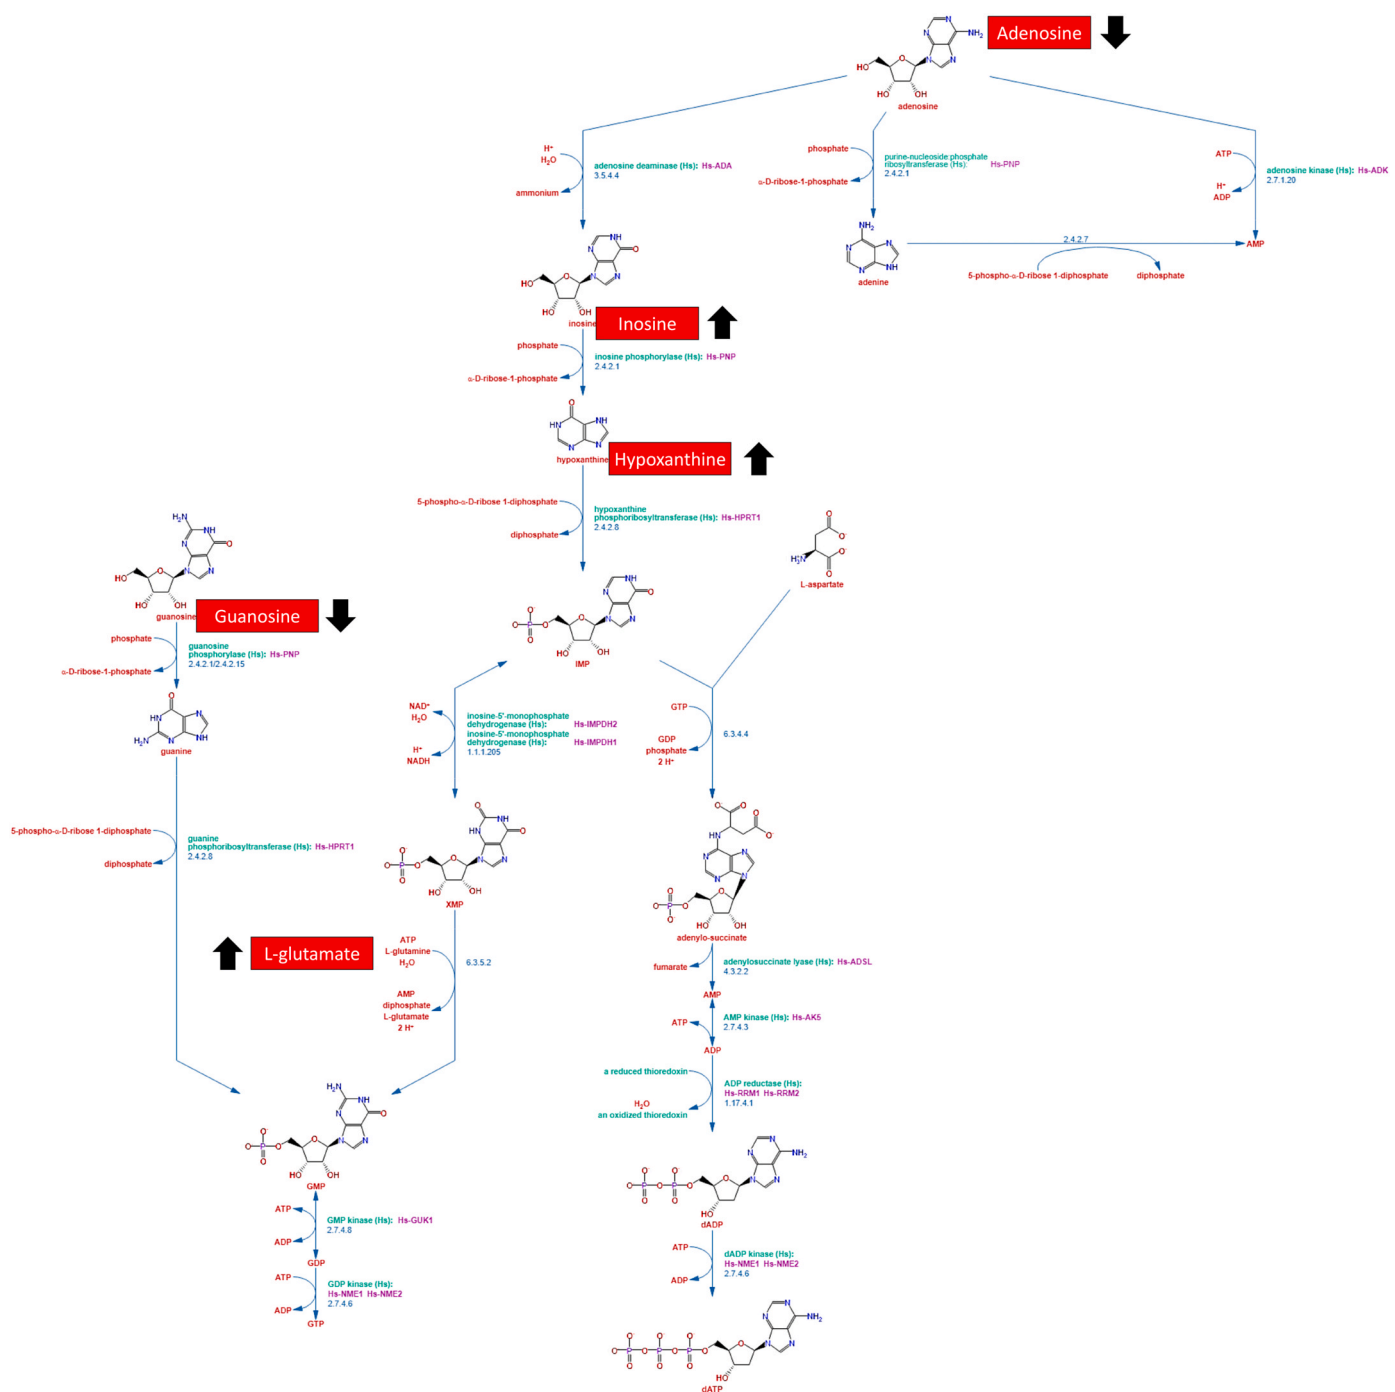 Adenosine
adenosine
H⁺
H₂O
adenosine deaminase (Hs): Hs-ADA
3.5.4.4
ammonium
phosphate
purine-nucleoside:phosphate
ribosyltransferase (Hs): Hs-PNP
2.4.2.1
α-D-ribose-1-phosphate
ATP
adenosine kinase (Hs): Hs-ADK
2.7.1.20
H⁺
ADP
adenine
2.4.2.7
AMP
5-phospho-α-D-ribose 1-diphosphate
diphosphate
inosine
Inosine
phosphate
inosine phosphorylase (Hs): Hs-PNP
2.4.2.1
α-D-ribose-1-phosphate
hypoxanthine
Hypoxanthine
5-phospho-α-D-ribose 1-diphosphate
hypoxanthine
phosphoribosyltransferase (Hs): Hs-HPRT1
2.4.2.8
diphosphate
L-aspartate
guanosine
Guanosine
phosphate
guanosine
phosphorylase (Hs): Hs-PNP
2.4.2.1/2.4.2.15
α-D-ribose-1-phosphate
guanine
IMP
NAD⁺
H₂O
inosine-5'-monophosphate
dehydrogenase (Hs): Hs-IMPDH2
inosine-5'-monophosphate
dehydrogenase (Hs): Hs-IMPDH1
1.1.1.205
H⁺
NADH
GTP
6.3.4.4
GDP
phosphate
2 H⁺
5-phospho-α-D-ribose 1-diphosphate
guanine
phosphoribosyltransferase (Hs): Hs-HPRT1
2.4.2.8
diphosphate
XMP
adenylo-succinate
L-glutamate
ATP
L-glutamine
H₂O
6.3.5.2
AMP
diphosphate
L-glutamate
2 H⁺
fumarate
adenylosuccinate lyase (Hs): Hs-ADSL
4.3.2.2
AMP
ATP
AMP kinase (Hs): Hs-AK5
2.7.4.3
ADP
a reduced thioredoxin
ADP reductase (Hs):
Hs-RRM1 Hs-RRM2
1.17.4.1
H₂O
an oxidized thioredoxin
GMP
ATP
GMP kinase (Hs): Hs-GUK1
2.7.4.8
ADP
GDP
ATP
GDP kinase (Hs):
Hs-NME1 Hs-NME2
2.7.4.6
ADP
GTP
dADP
ATP
dADP kinase (Hs):
Hs-NME1 Hs-NME2
2.7.4.6
ADP
dATP